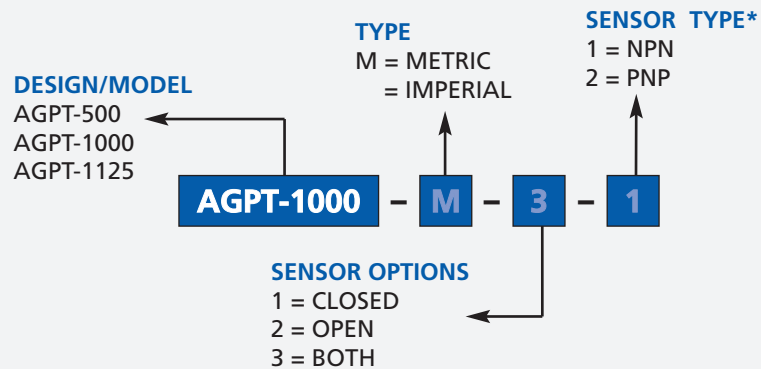 TYPE
M = METRIC
= IMPERIAL
SENSOR TYPE*
1 = NPN
2 = PNP
DESIGN/MODEL
AGPT-500
AGPT-1000
AGPT-1125
AGPT-1000 - M - 3 - 1
SENSOR OPTIONS
1 = CLOSED
2 = OPEN
3 = BOTH